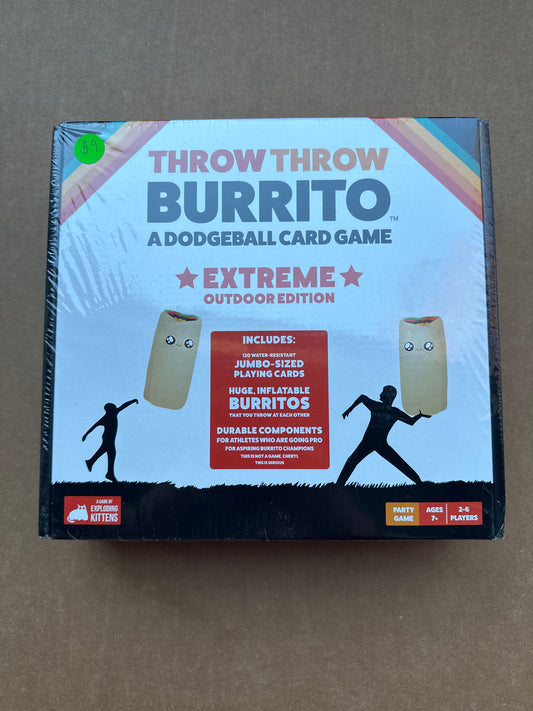 $9
THROW THROW
BURRITO™
A DODGEBALL CARD GAME
★ EXTREME ★
OUTDOOR EDITION
INCLUDES:
120 WATER-RESISTANT
JUMBO-SIZED
PLAYING CARDS
HUGE, INFLATABLE
BURRITOS
THAT YOU THROW AT EACH OTHER
DURABLE COMPONENTS
FOR ATHLETES WHO ARE GOING PRO
FOR ASPIRING BURRITO CHAMPIONS
THIS IS NOT A GAME, CHERYL
THIS IS SERIOUS
A GAME BY
EXPLODING
KITTENS
PARTY
GAME
AGES
7+
2-6
PLAYERS